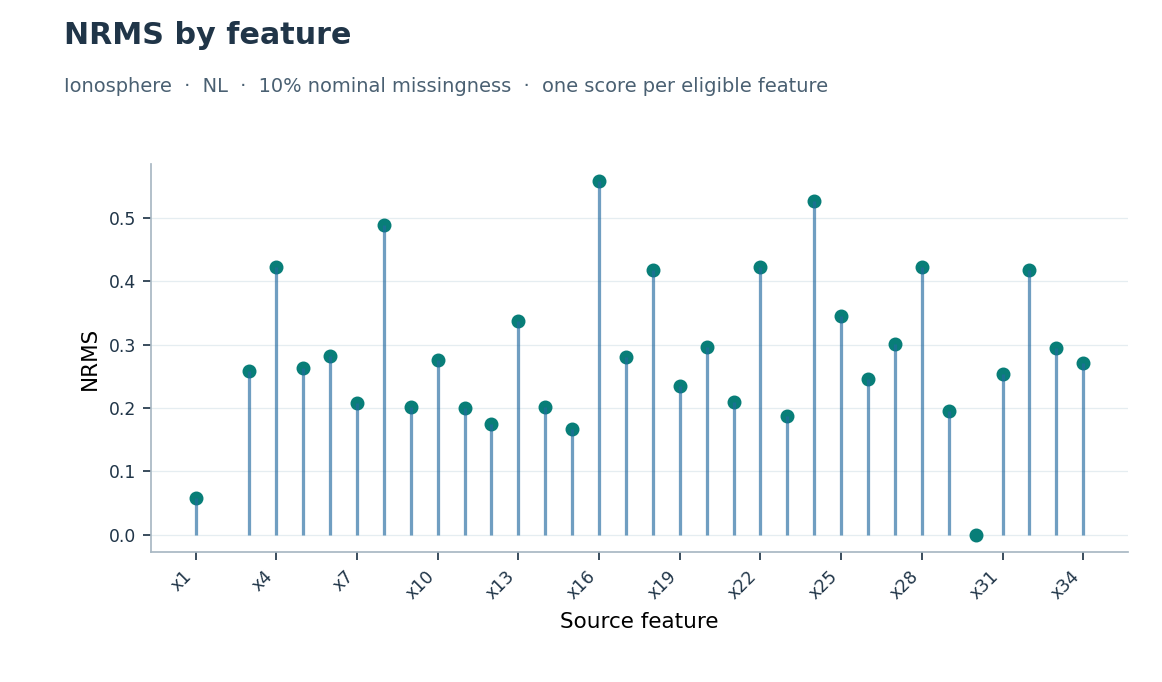 NRMS by feature
Ionosphere · NL · 10% nominal missingness · one score per eligible feature
0.5
0.4
0.3
0.2
0.1
0.0
NRMS
x1 x4 x7 x10 x13 x16 x19 x22 x25 x28 x31 x34
Source feature